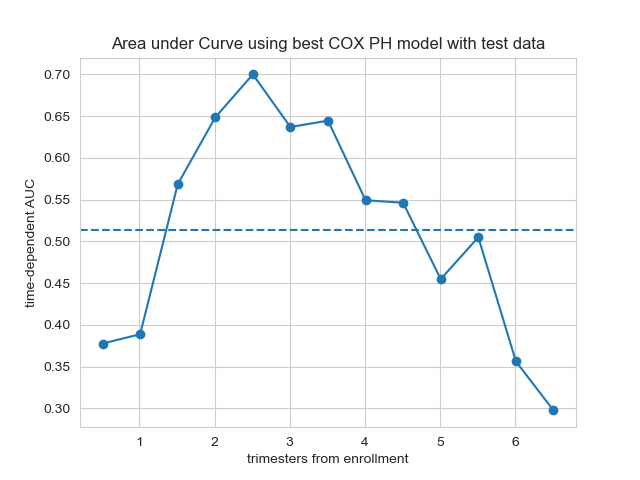 Area under Curve using best COX PH model with test data
time-dependent AUC
0.70
0.65
0.60
0.55
0.50
0.45
0.40
0.35
0.30
1 2 3 4 5 6
trimesters from enrollment